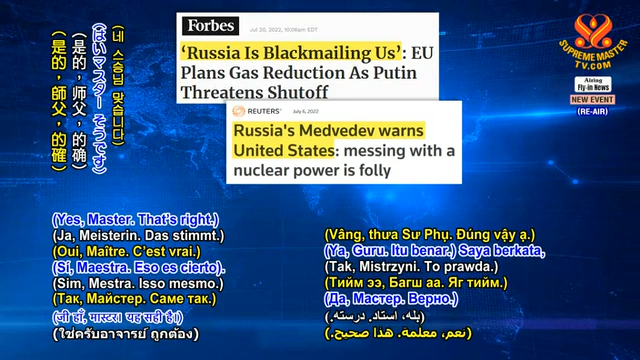 Forbes
Jul 20, 2022, 10:06am EDT
‘Russia Is Blackmailing Us’: EU
Plans Gas Reduction As Putin
Threatens Shutoff
REUTERS®
July 6, 2022
Russia's Medvedev warns
United States: messing with a
nuclear power is folly
SUPREME MASTER
TV.COM
Airing
Fly-in News
NEW EVENT
(RE-AIR)
(네 스승님 맞습니다)
(はいマスター そうです)
(是的，师父，的确)
(是的，師父，的確)
(Yes, Master. That’s right.)
(Ja, Meisterin. Das stimmt.)
(Oui, Maître. C’est vrai.)
(Sí, Maestra. Eso es cierto).
(Sim, Mestra. Isso mesmo.)
(Так, Майстер. Саме так.)
(जी हाँ, मास्टर। यह सही है।)
(ใช่ครับอาจารย์ ถูกต้อง)
(Vâng, thưa Sư Phụ. Đúng vậy ạ.)
(Ya, Guru. Itu benar.) Saya berkata,
(Tak, Mistrzyni. To prawda.)
(Тийм ээ, Багш аа. Яг тийм.)
(Да, Мастер. Верно.)
(بله، استاد. درسته.)
(نعم، معلمة. هذا صحيح.)